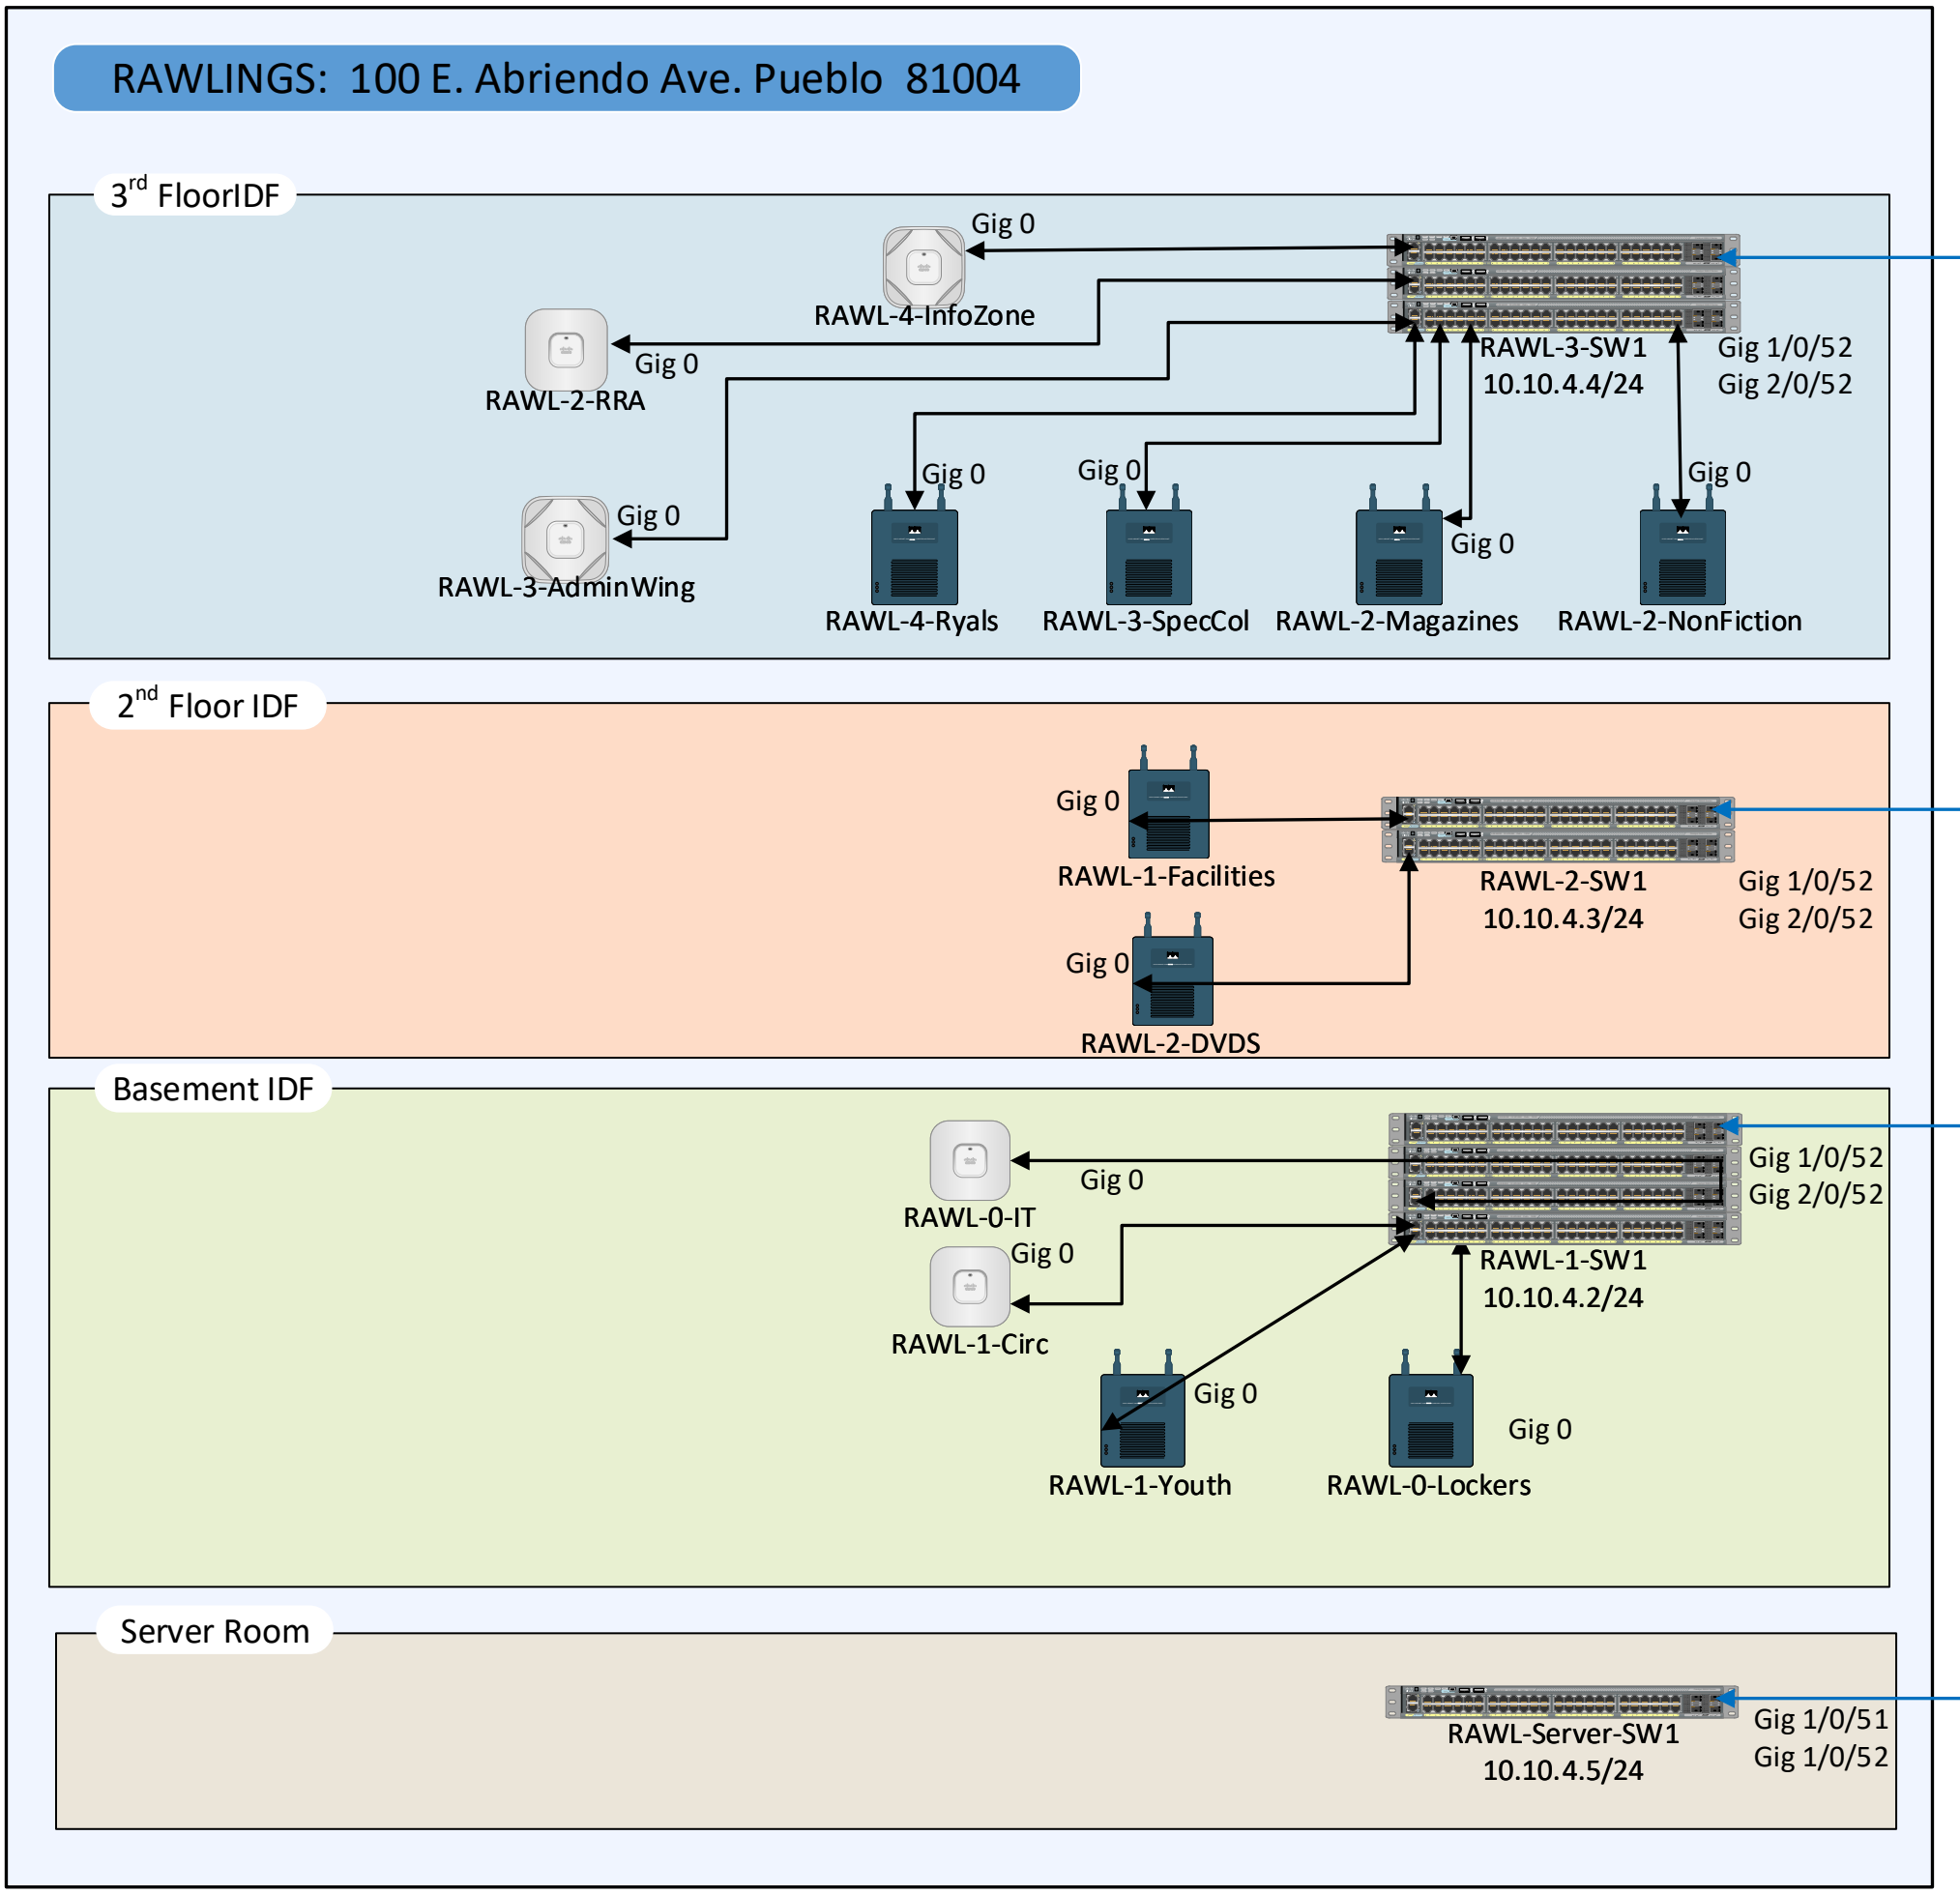 RAWLINGS: 100 E. Abriendo Ave. Pueblo 81004
3rd FloorIDF
Gig 0
RAWL-4-InfoZone
Gig 0
RAWL-2-RRA
RAWL-3-SW1
10.10.4.4/24
Gig 1/0/52
Gig 2/0/52
Gig 0
RAWL-3-AdminWing
Gig 0
RAWL-4-Ryals
Gig 0
RAWL-3-SpecCol
Gig 0
RAWL-2-Magazines
Gig 0
RAWL-2-NonFiction
2nd Floor IDF
Gig 0
RAWL-1-Facilities
RAWL-2-SW1
10.10.4.3/24
Gig 1/0/52
Gig 2/0/52
Gig 0
RAWL-2-DVDS
Basement IDF
Gig 0
RAWL-0-IT
Gig 1/0/52
Gig 2/0/52
Gig 0
RAWL-1-Circ
RAWL-1-SW1
10.10.4.2/24
Gig 0
RAWL-1-Youth
Gig 0
RAWL-0-Lockers
Server Room
RAWL-Server-SW1
10.10.4.5/24
Gig 1/0/51
Gig 1/0/52